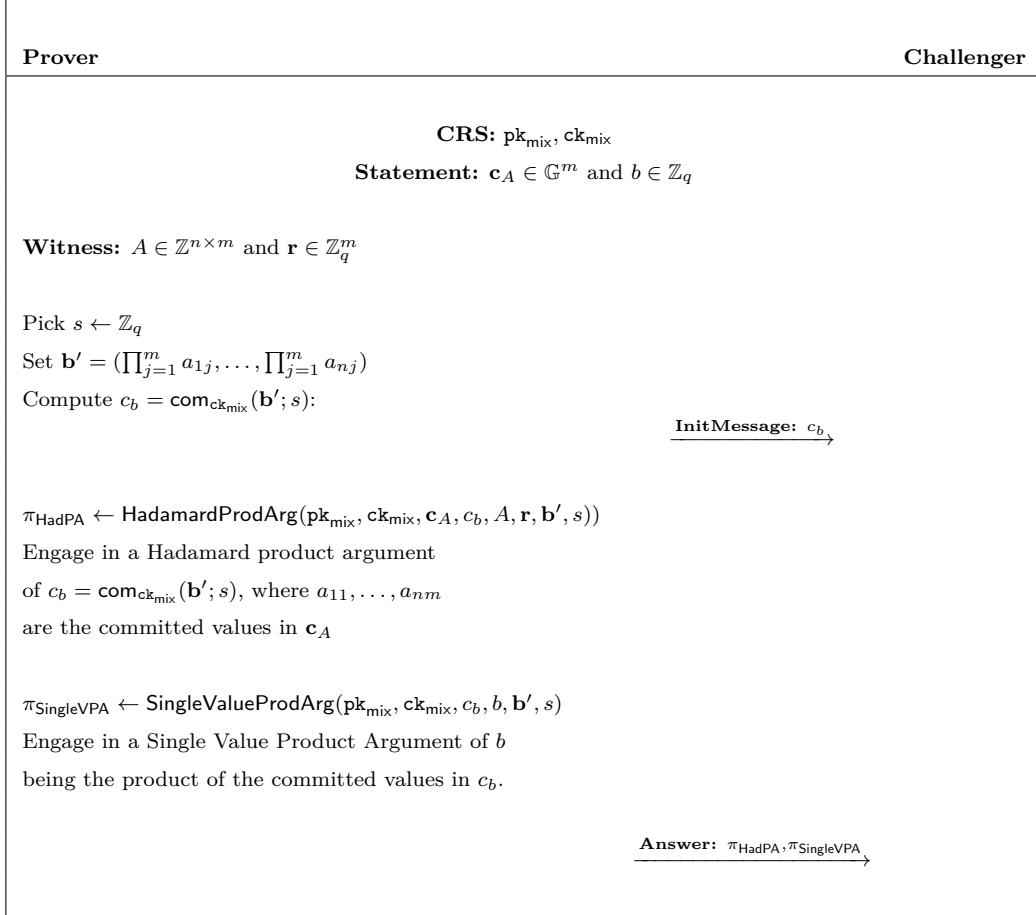 Prover Challenger
CRS: pk_mix, ck_mix
Statement: c_A ∈ 𝔾^m and b ∈ ℤ_q
Witness: A ∈ ℤ^{n×m} and r ∈ ℤ_q^m
Pick s ← ℤ_q
Set b′ = (∏_{j=1}^m a_{1j}, . . . , ∏_{j=1}^m a_{nj})
Compute c_b = com_{ck_mix}(b′; s):
InitMessage: c_b
π_HadPA ← HadamardProdArg(pk_mix, ck_mix, c_A, c_b, A, r, b′, s))
Engage in a Hadamard product argument
of c_b = com_{ck_mix}(b′; s), where a_{11}, . . . , a_{nm}
are the committed values in c_A
π_SingleVPA ← SingleValueProdArg(pk_mix, ck_mix, c_b, b, b′, s)
Engage in a Single Value Product Argument of b
being the product of the committed values in c_b.
Answer: π_HadPA,π_SingleVPA